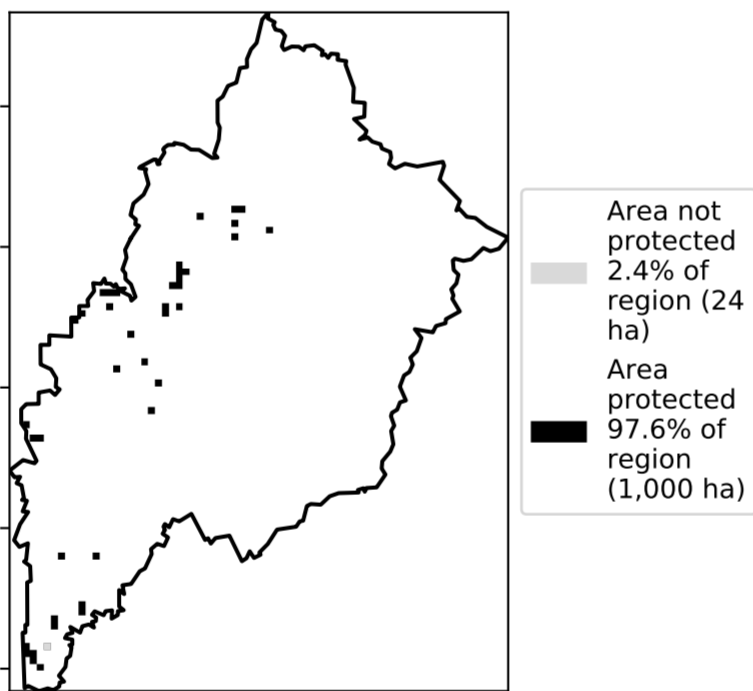 Area not
protected
2.4% of
region (24
ha)
Area
protected
97.6% of
region
(1,000 ha)